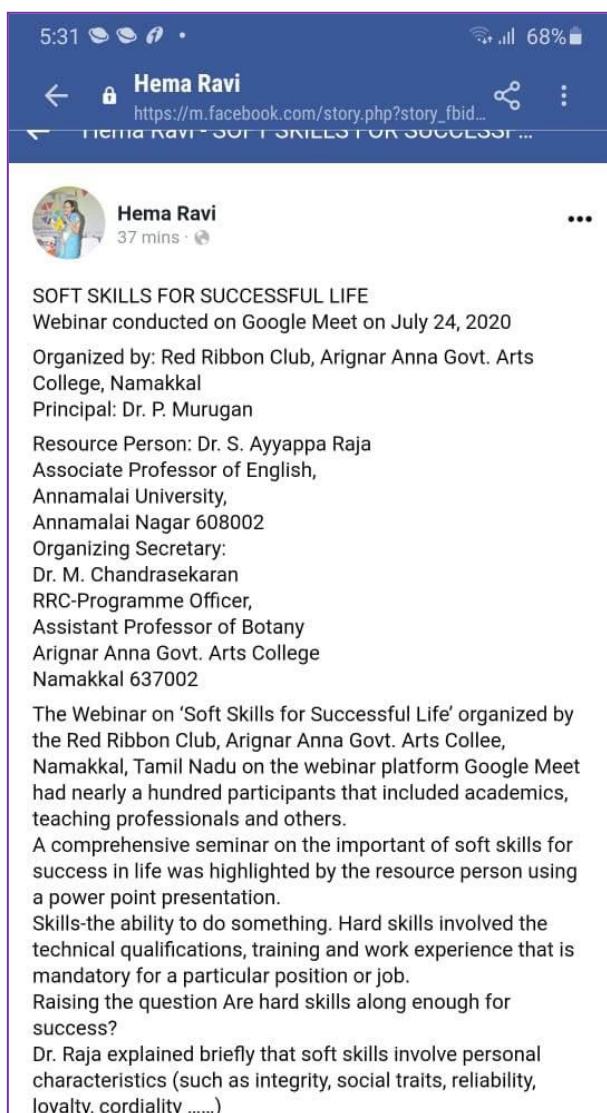 5:31 68%
Hema Ravi
https://m.facebook.com/story.php?story_fbid...
Hema Ravi - SOFT SKILLS FOR SUCCESSF ...
Hema Ravi
37 mins ·
SOFT SKILLS FOR SUCCESSFUL LIFE
Webinar conducted on Google Meet on July 24, 2020
Organized by: Red Ribbon Club, Arignar Anna Govt. Arts
College, Namakkal
Principal: Dr. P. Murugan
Resource Person: Dr. S. Ayyappa Raja
Associate Professor of English,
Annamalai University,
Annamalai Nagar 608002
Organizing Secretary:
Dr. M. Chandrasekaran
RRC-Programme Officer,
Assistant Professor of Botany
Arignar Anna Govt. Arts College
Namakkal 637002
The Webinar on ‘Soft Skills for Successful Life’ organized by
the Red Ribbon Club, Arignar Anna Govt. Arts Collee,
Namakkal, Tamil Nadu on the webinar platform Google Meet
had nearly a hundred participants that included academics,
teaching professionals and others.
A comprehensive seminar on the important of soft skills for
success in life was highlighted by the resource person using
a power point presentation.
Skills-the ability to do something. Hard skills involved the
technical qualifications, training and work experience that is
mandatory for a particular position or job.
Raising the question Are hard skills along enough for
success?
Dr. Raja explained briefly that soft skills involve personal
characteristics (such as integrity, social traits, reliability,
loyalty, cordiality ......)